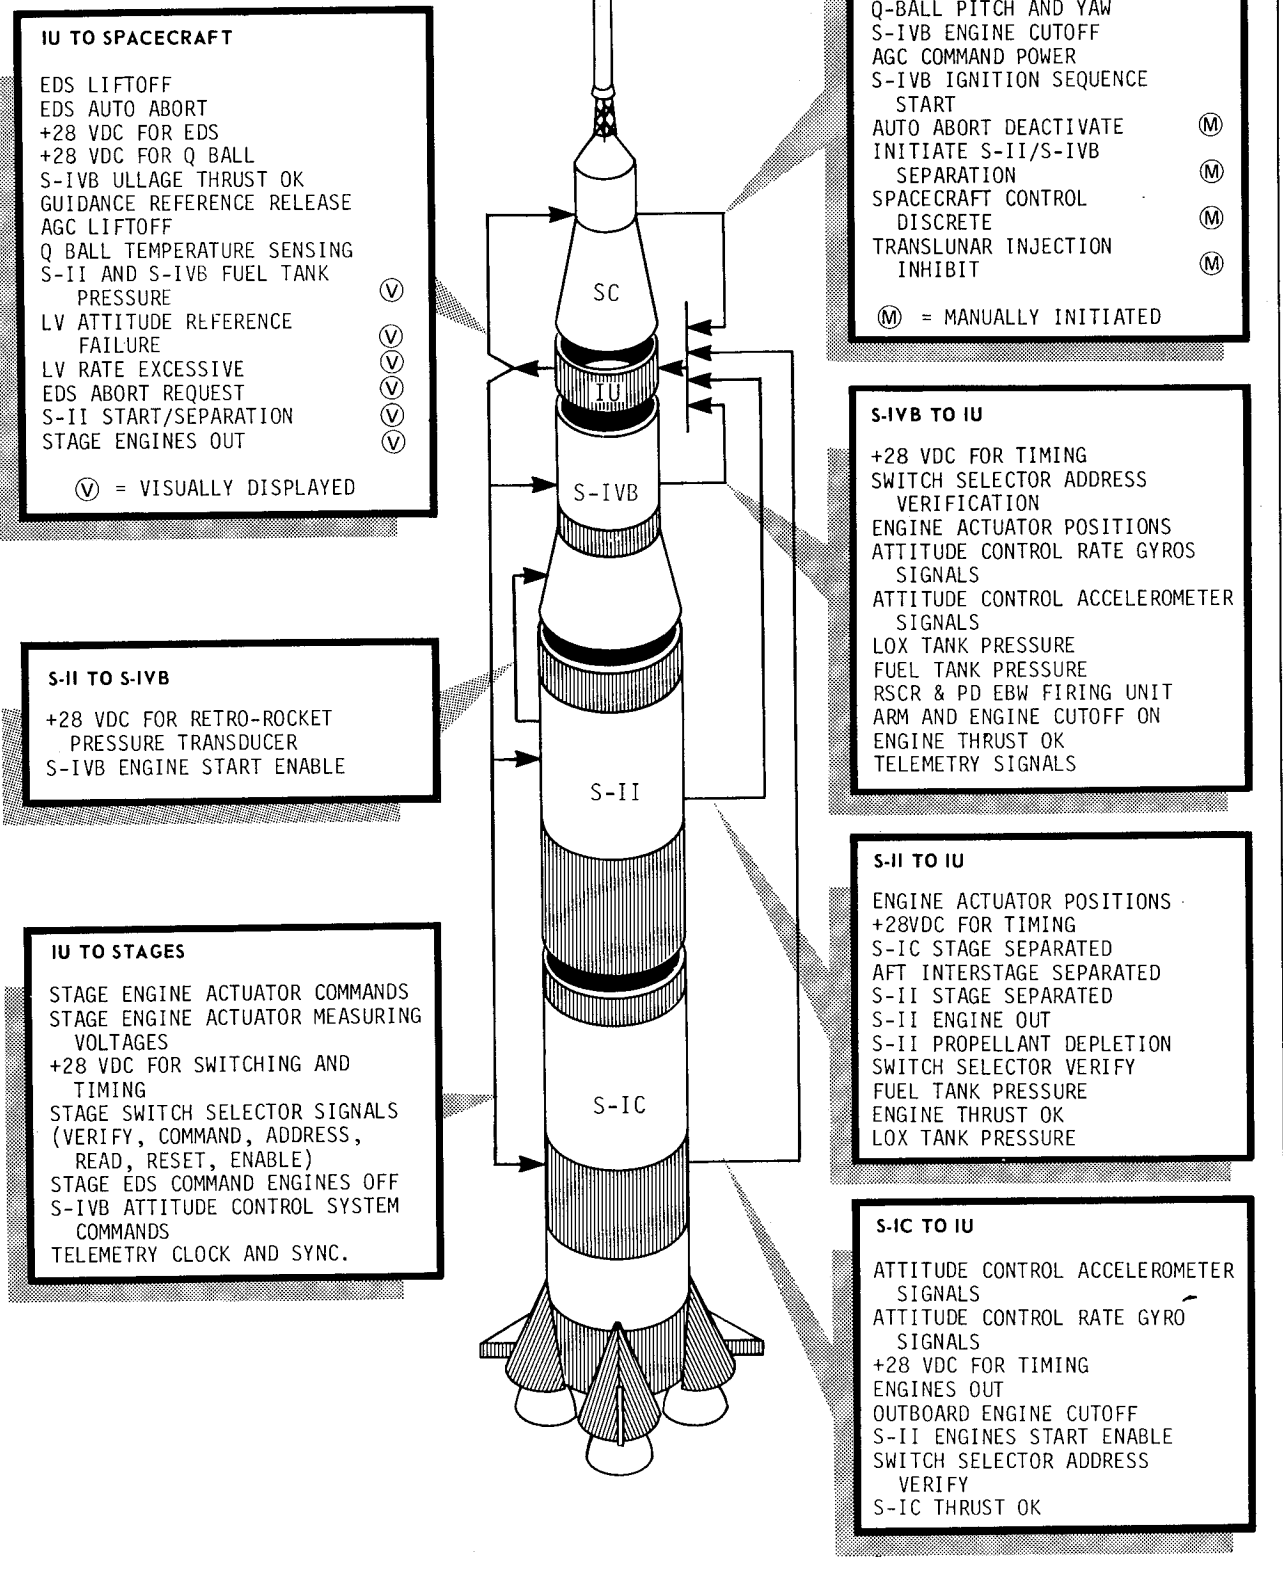 IU TO SPACECRAFT
EDS LIFTOFF
EDS AUTO ABORT
+28 VDC FOR EDS
+28 VDC FOR Q BALL
S-IVB ULLAGE THRUST OK
GUIDANCE REFERENCE RELEASE
AGC LIFTOFF
Q BALL TEMPERATURE SENSING
S-II AND S-IVB FUEL TANK
PRESSURE Ⓥ
LV ATTITUDE REFERENCE
FAILURE Ⓥ
LV RATE EXCESSIVE Ⓥ
EDS ABORT REQUEST Ⓥ
S-II START/SEPARATION Ⓥ
STAGE ENGINES OUT Ⓥ
Ⓥ = VISUALLY DISPLAYED
S-II TO S-IVB
+28 VDC FOR RETRO-ROCKET
PRESSURE TRANSDUCER
S-IVB ENGINE START ENABLE
IU TO STAGES
STAGE ENGINE ACTUATOR COMMANDS
STAGE ENGINE ACTUATOR MEASURING
VOLTAGES
+28 VDC FOR SWITCHING AND
TIMING
STAGE SWITCH SELECTOR SIGNALS
(VERIFY, COMMAND, ADDRESS,
READ, RESET, ENABLE)
STAGE EDS COMMAND ENGINES OFF
S-IVB ATTITUDE CONTROL SYSTEM
COMMANDS
TELEMETRY CLOCK AND SYNC.
SC
IU
S-IVB
S-II
S-IC
Q-BALL PITCH AND YAW
S-IVB ENGINE CUTOFF
AGC COMMAND POWER
S-IVB IGNITION SEQUENCE
START
AUTO ABORT DEACTIVATE Ⓜ
INITIATE S-II/S-IVB
SEPARATION Ⓜ
SPACECRAFT CONTROL
DISCRETE Ⓜ
TRANSLUNAR INJECTION
INHIBIT Ⓜ
Ⓜ = MANUALLY INITIATED
S-IVB TO IU
+28 VDC FOR TIMING
SWITCH SELECTOR ADDRESS
VERIFICATION
ENGINE ACTUATOR POSITIONS
ATTITUDE CONTROL RATE GYROS
SIGNALS
ATTITUDE CONTROL ACCELEROMETER
SIGNALS
LOX TANK PRESSURE
FUEL TANK PRESSURE
RSCR & PD EBW FIRING UNIT
ARM AND ENGINE CUTOFF ON
ENGINE THRUST OK
TELEMETRY SIGNALS
S-II TO IU
ENGINE ACTUATOR POSITIONS
+28VDC FOR TIMING
S-IC STAGE SEPARATED
AFT INTERSTAGE SEPARATED
S-II STAGE SEPARATED
S-II ENGINE OUT
S-II PROPELLANT DEPLETION
SWITCH SELECTOR VERIFY
FUEL TANK PRESSURE
ENGINE THRUST OK
LOX TANK PRESSURE
S-IC TO IU
ATTITUDE CONTROL ACCELEROMETER
SIGNALS
ATTITUDE CONTROL RATE GYRO
SIGNALS
+28 VDC FOR TIMING
ENGINES OUT
OUTBOARD ENGINE CUTOFF
S-II ENGINES START ENABLE
SWITCH SELECTOR ADDRESS
VERIFY
S-IC THRUST OK